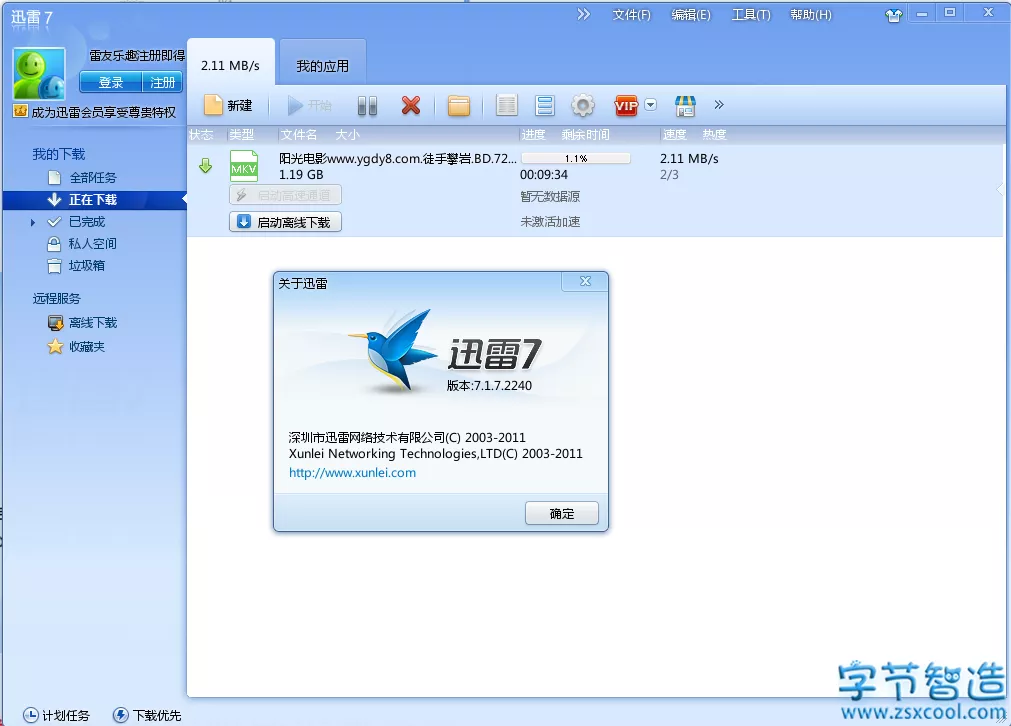 迅雷 7
文件(F) 编辑(E) 工具(T) 帮助(H)
雷友乐趣注册即得
登录 注册
成为迅雷会员享受尊贵特权
2.11 MB/s 我的应用
新建 开始 VIP
状态 类型 文件名 大小 进度 剩余时间 速度 热度
MKV 阳光电影www.ygdy8.com.徒手攀岩.BD.72... 1.1% 2.11 MB/s
1.19 GB 00:09:34 2/3
启动高速通道 暂无数据源
启动离线下载 未激活加速
我的下载
全部任务
正在下载
已完成
私人空间
垃圾箱
远程服务
离线下载
收藏夹
关于迅雷
迅雷7
版本:7.1.7.2240
深圳市迅雷网络技术有限公司(C) 2003-2011
Xunlei Networking Technologies,LTD(C) 2003-2011
http://www.xunlei.com
确定
计划任务 下载优先
字节智造
www.zsxcool.com